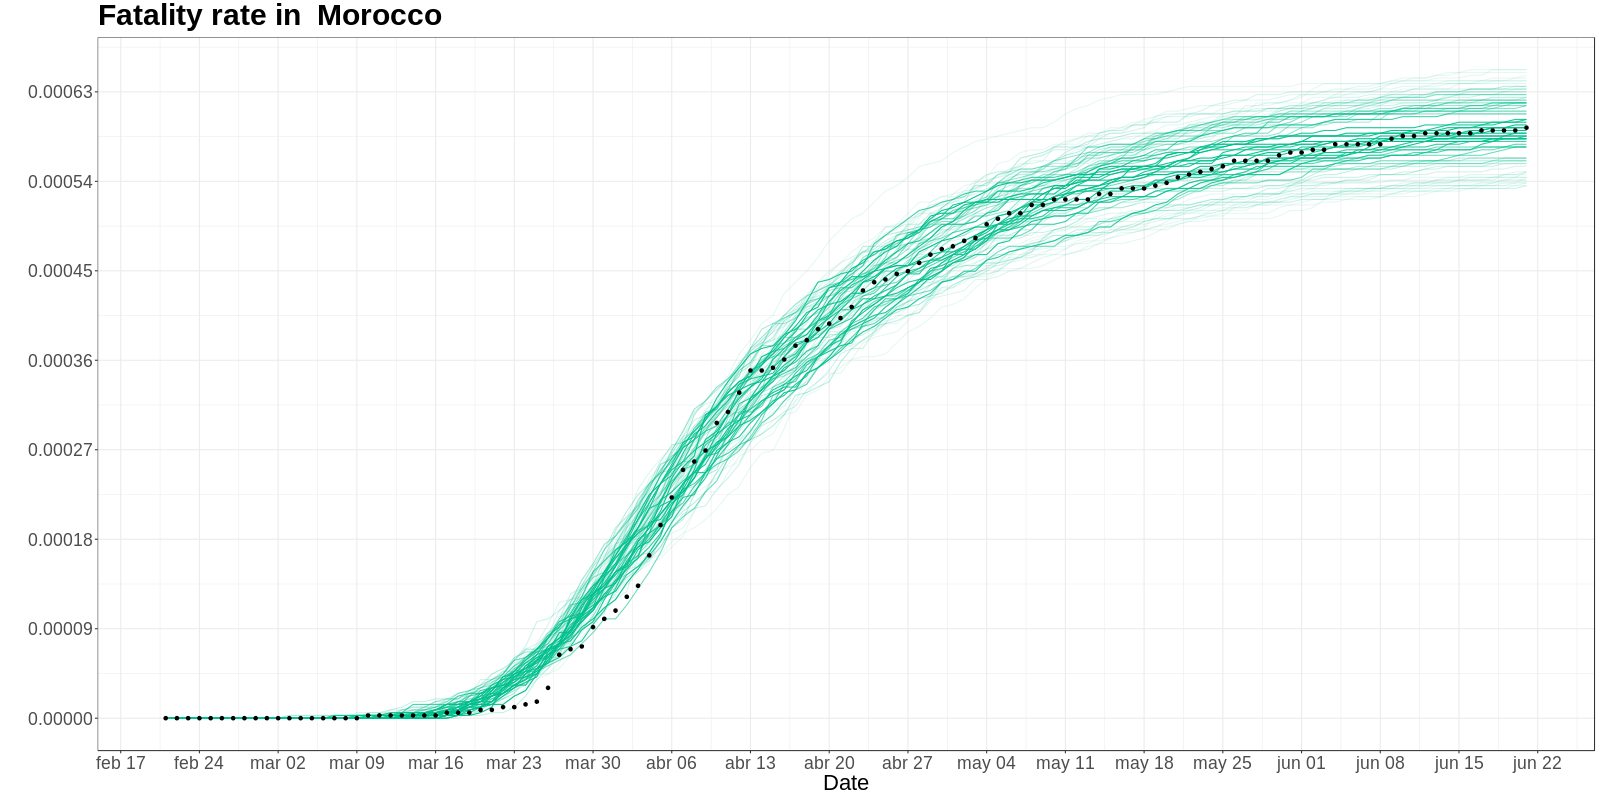 Fatality rate in  Morocco
0.00063
0.00054
0.00045
0.00036
0.00027
0.00018
0.00009
0.00000
feb 17 feb 24 mar 02 mar 09 mar 16 mar 23 mar 30 abr 06 abr 13 abr 20 abr 27 may 04 may 11 may 18 may 25 jun 01 jun 08 jun 15 jun 22
Date